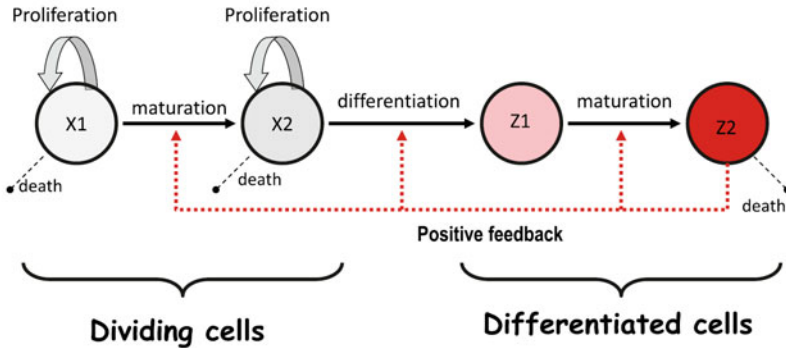 Proliferation
Proliferation
X1
maturation
X2
differentiation
Z1
maturation
Z2
death
death
death
Positive feedback
Dividing cells
Differentiated cells